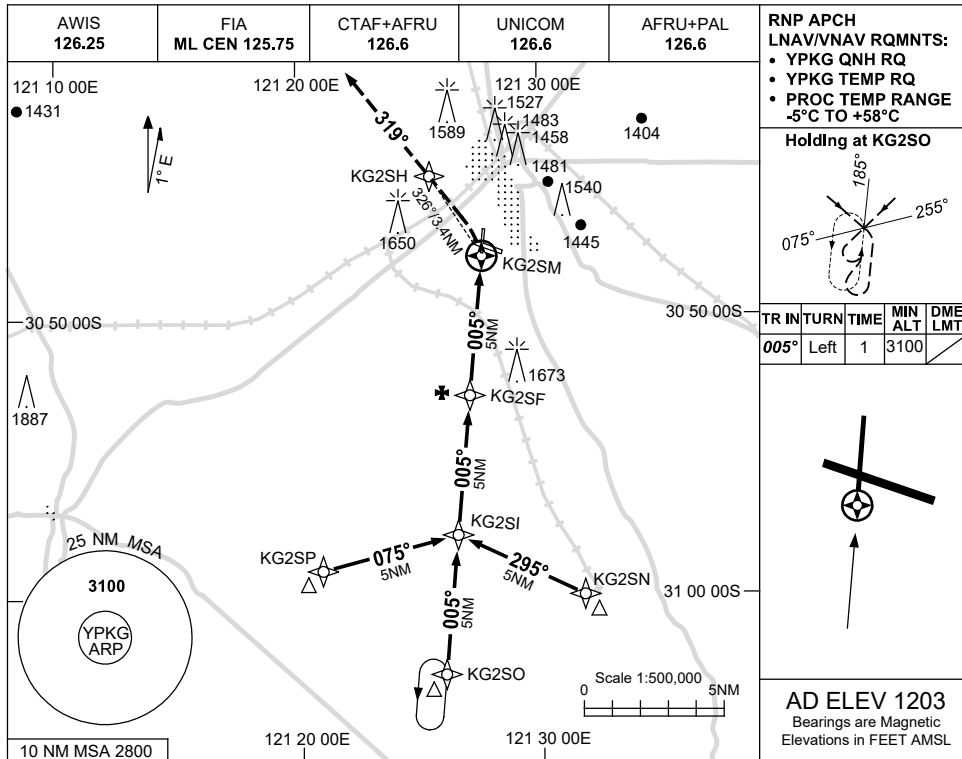 AWIS
126.25
FIA
ML CEN 125.75
CTAF+AFRU
126.6
UNICOM
126.6
AFRU+PAL
126.6
RNP APCH
LNAV/VNAV RQMNTS:
• YPKG QNH RQ
• YPKG TEMP RQ
• PROC TEMP RANGE
-5°C TO +58°C
Holding at KG2SO
185°
255°
075°
TR IN TURN TIME MIN ALT DME LMT
005° Left 1 3100
AD ELEV 1203
Bearings are Magnetic
Elevations in FEET AMSL
121 10 00E
121 20 00E
121 30 00E
1431
1° E
319°
1589
1527
1483
1458
1481
1404
KG2SH
1540
326°/3.4NM
1650
1445
KG2SM
30 50 00S
30 50 00S
005°
5NM
1673
1887
KG2SF
005°
5NM
KG2SI
KG2SP
075°
5NM
295°
5NM
KG2SN
25 NM MSA
3100
YPKG
ARP
31 00 00S
005°
5NM
KG2SO
Scale 1:500,000
0 5NM
10 NM MSA 2800
121 20 00E
121 30 00E